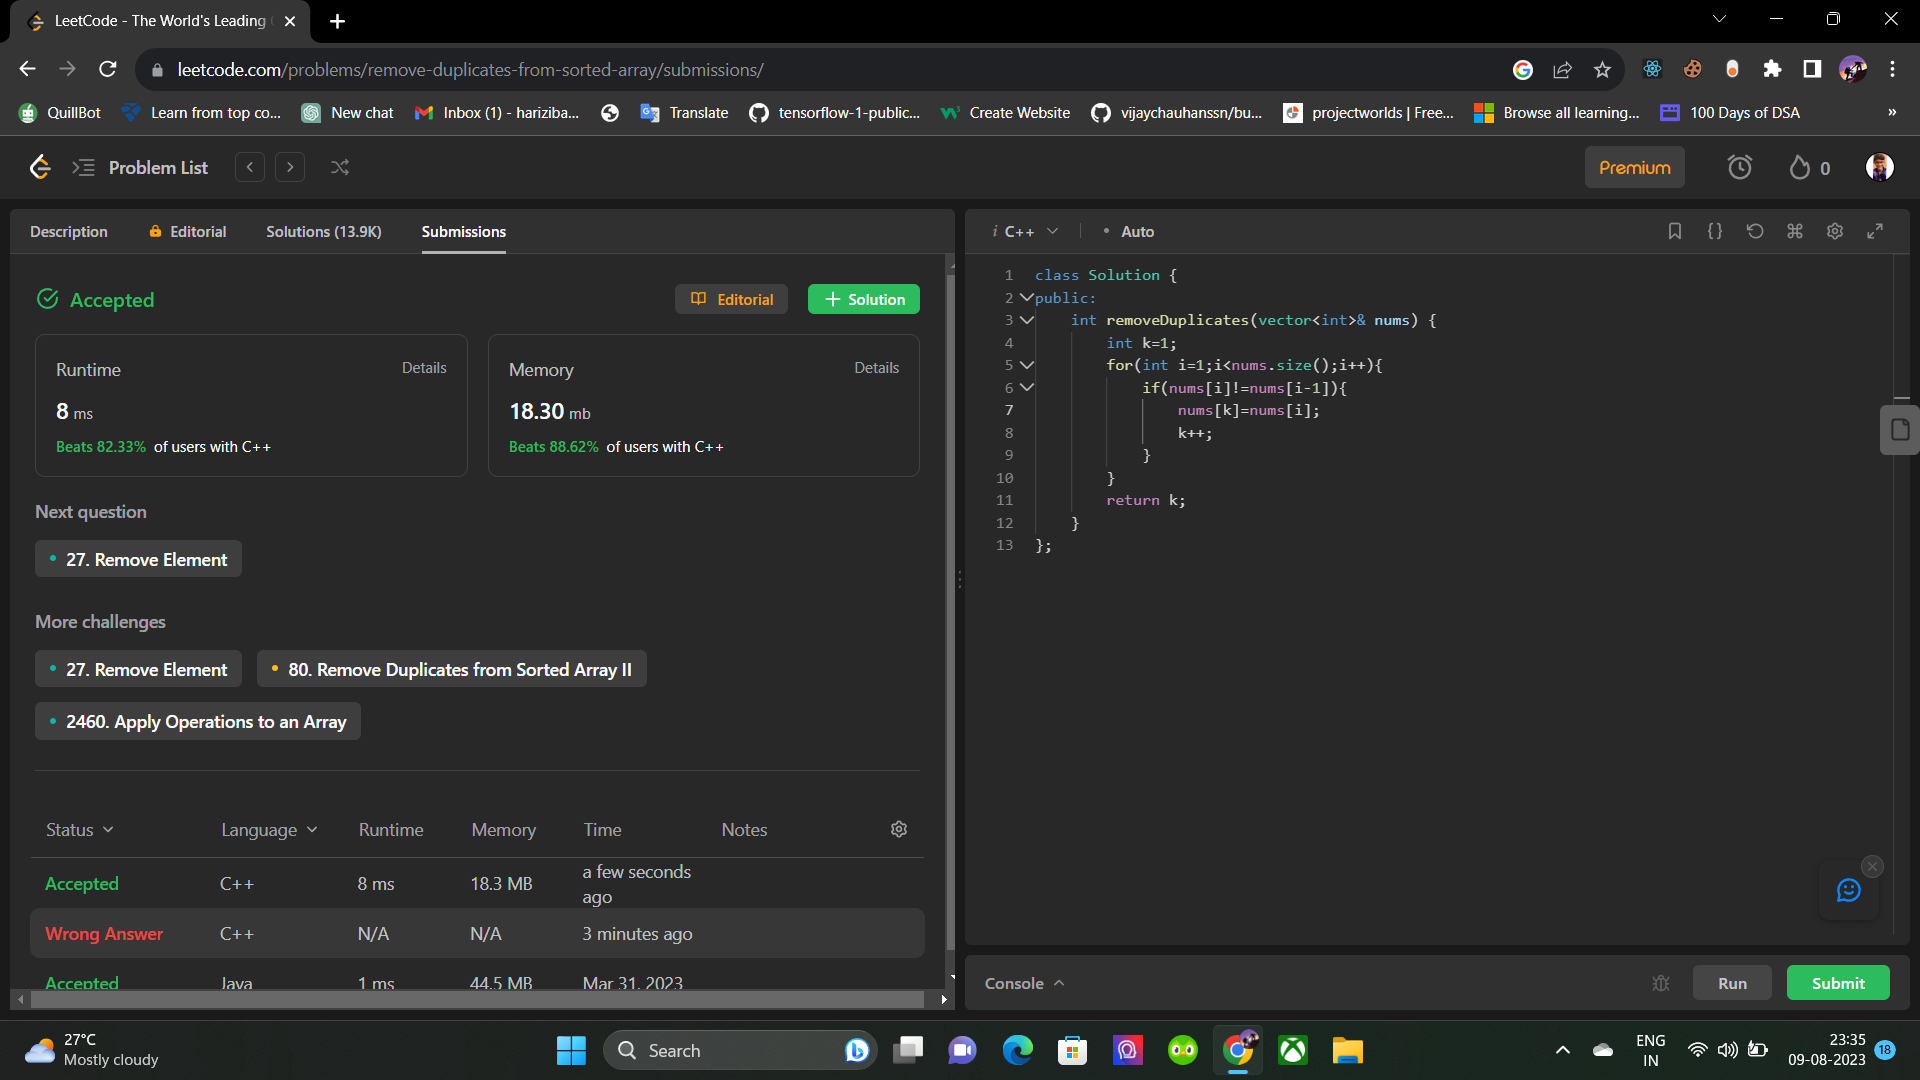 LeetCode - The World's Leading
leetcode.com/problems/remove-duplicates-from-sorted-array/submissions/
QuillBot
Learn from top co...
New chat
Inbox (1) - hariziba...
Translate
tensorflow-1-public...
Create Website
vijaychauhanssn/bu...
projectworlds | Free...
Browse all learning...
100 Days of DSA
»
Problem List
Premium
0
Description
Editorial
Solutions (13.9K)
Submissions
Accepted
Editorial
+ Solution
Runtime
Details
8 ms
Beats 82.33% of users with C++
Memory
Details
18.30 mb
Beats 88.62% of users with C++
Next question
• 27. Remove Element
More challenges
• 27. Remove Element
• 80. Remove Duplicates from Sorted Array II
• 2460. Apply Operations to an Array
Status
Language
Runtime
Memory
Time
Notes
Accepted C++ 8 ms 18.3 MB a few seconds
ago
Wrong Answer C++ N/A N/A 3 minutes ago
Accepted Java 1 ms 44.5 MB Mar 31, 2023
i C++
• Auto
1 class Solution {
2 public:
3 int removeDuplicates(vector<int>& nums) {
4 int k=1;
5 for(int i=1;i<nums.size();i++){
6 if(nums[i]!=nums[i-1]){
7 nums[k]=nums[i];
8 k++;
9 }
10 }
11 return k;
12 }
13 };
Console
Run
Submit
27°C
Mostly cloudy
Search
ENG
IN
23:35
09-08-2023
18